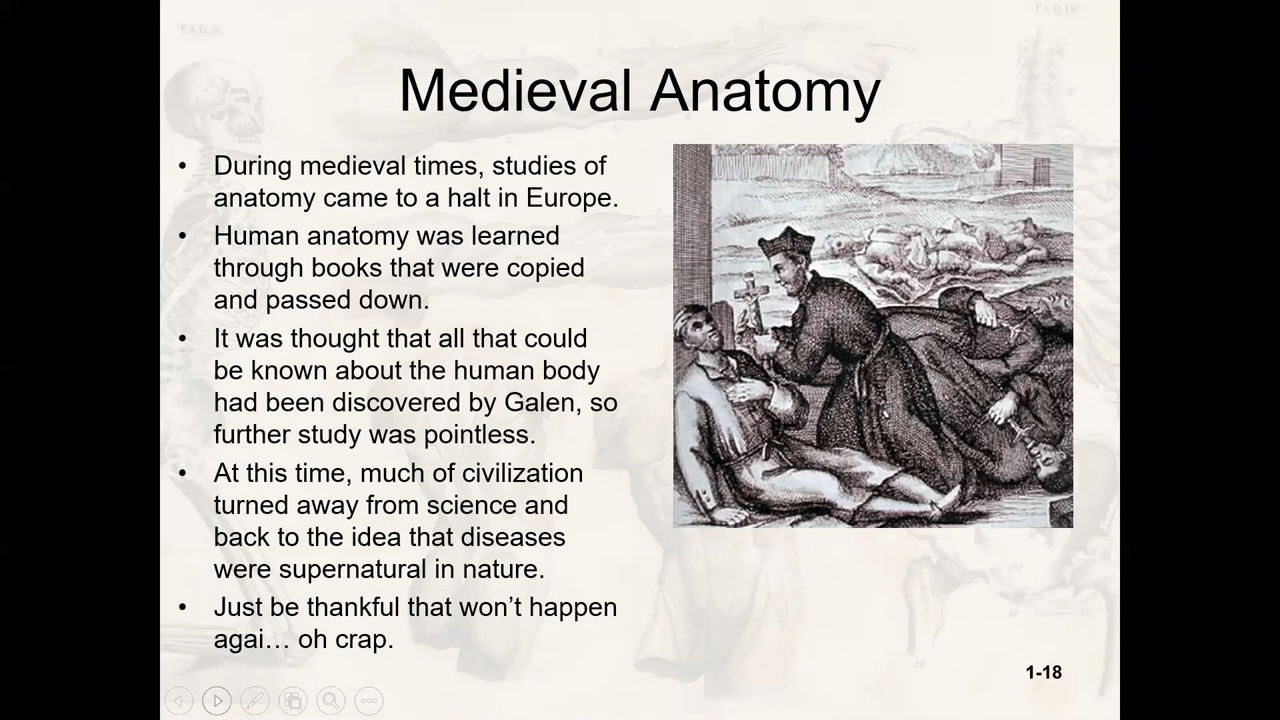 TAB.X
TAB.IV
Medieval Anatomy
• During medieval times, studies of
anatomy came to a halt in Europe.
• Human anatomy was learned
through books that were copied
and passed down.
• It was thought that all that could
be known about the human body
had been discovered by Galen, so
further study was pointless.
• At this time, much of civilization
turned away from science and
back to the idea that diseases
were supernatural in nature.
• Just be thankful that won’t happen
agai… oh crap.
1-18